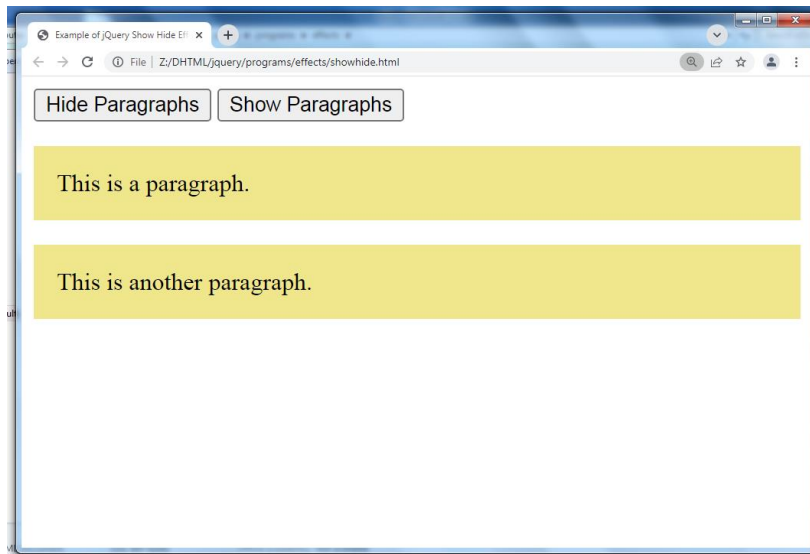 Example of jQuery Show Hide Eff
File | Z:/DHTML/jquery/programs/effects/showhide.html
Hide Paragraphs Show Paragraphs
This is a paragraph.
This is another paragraph.